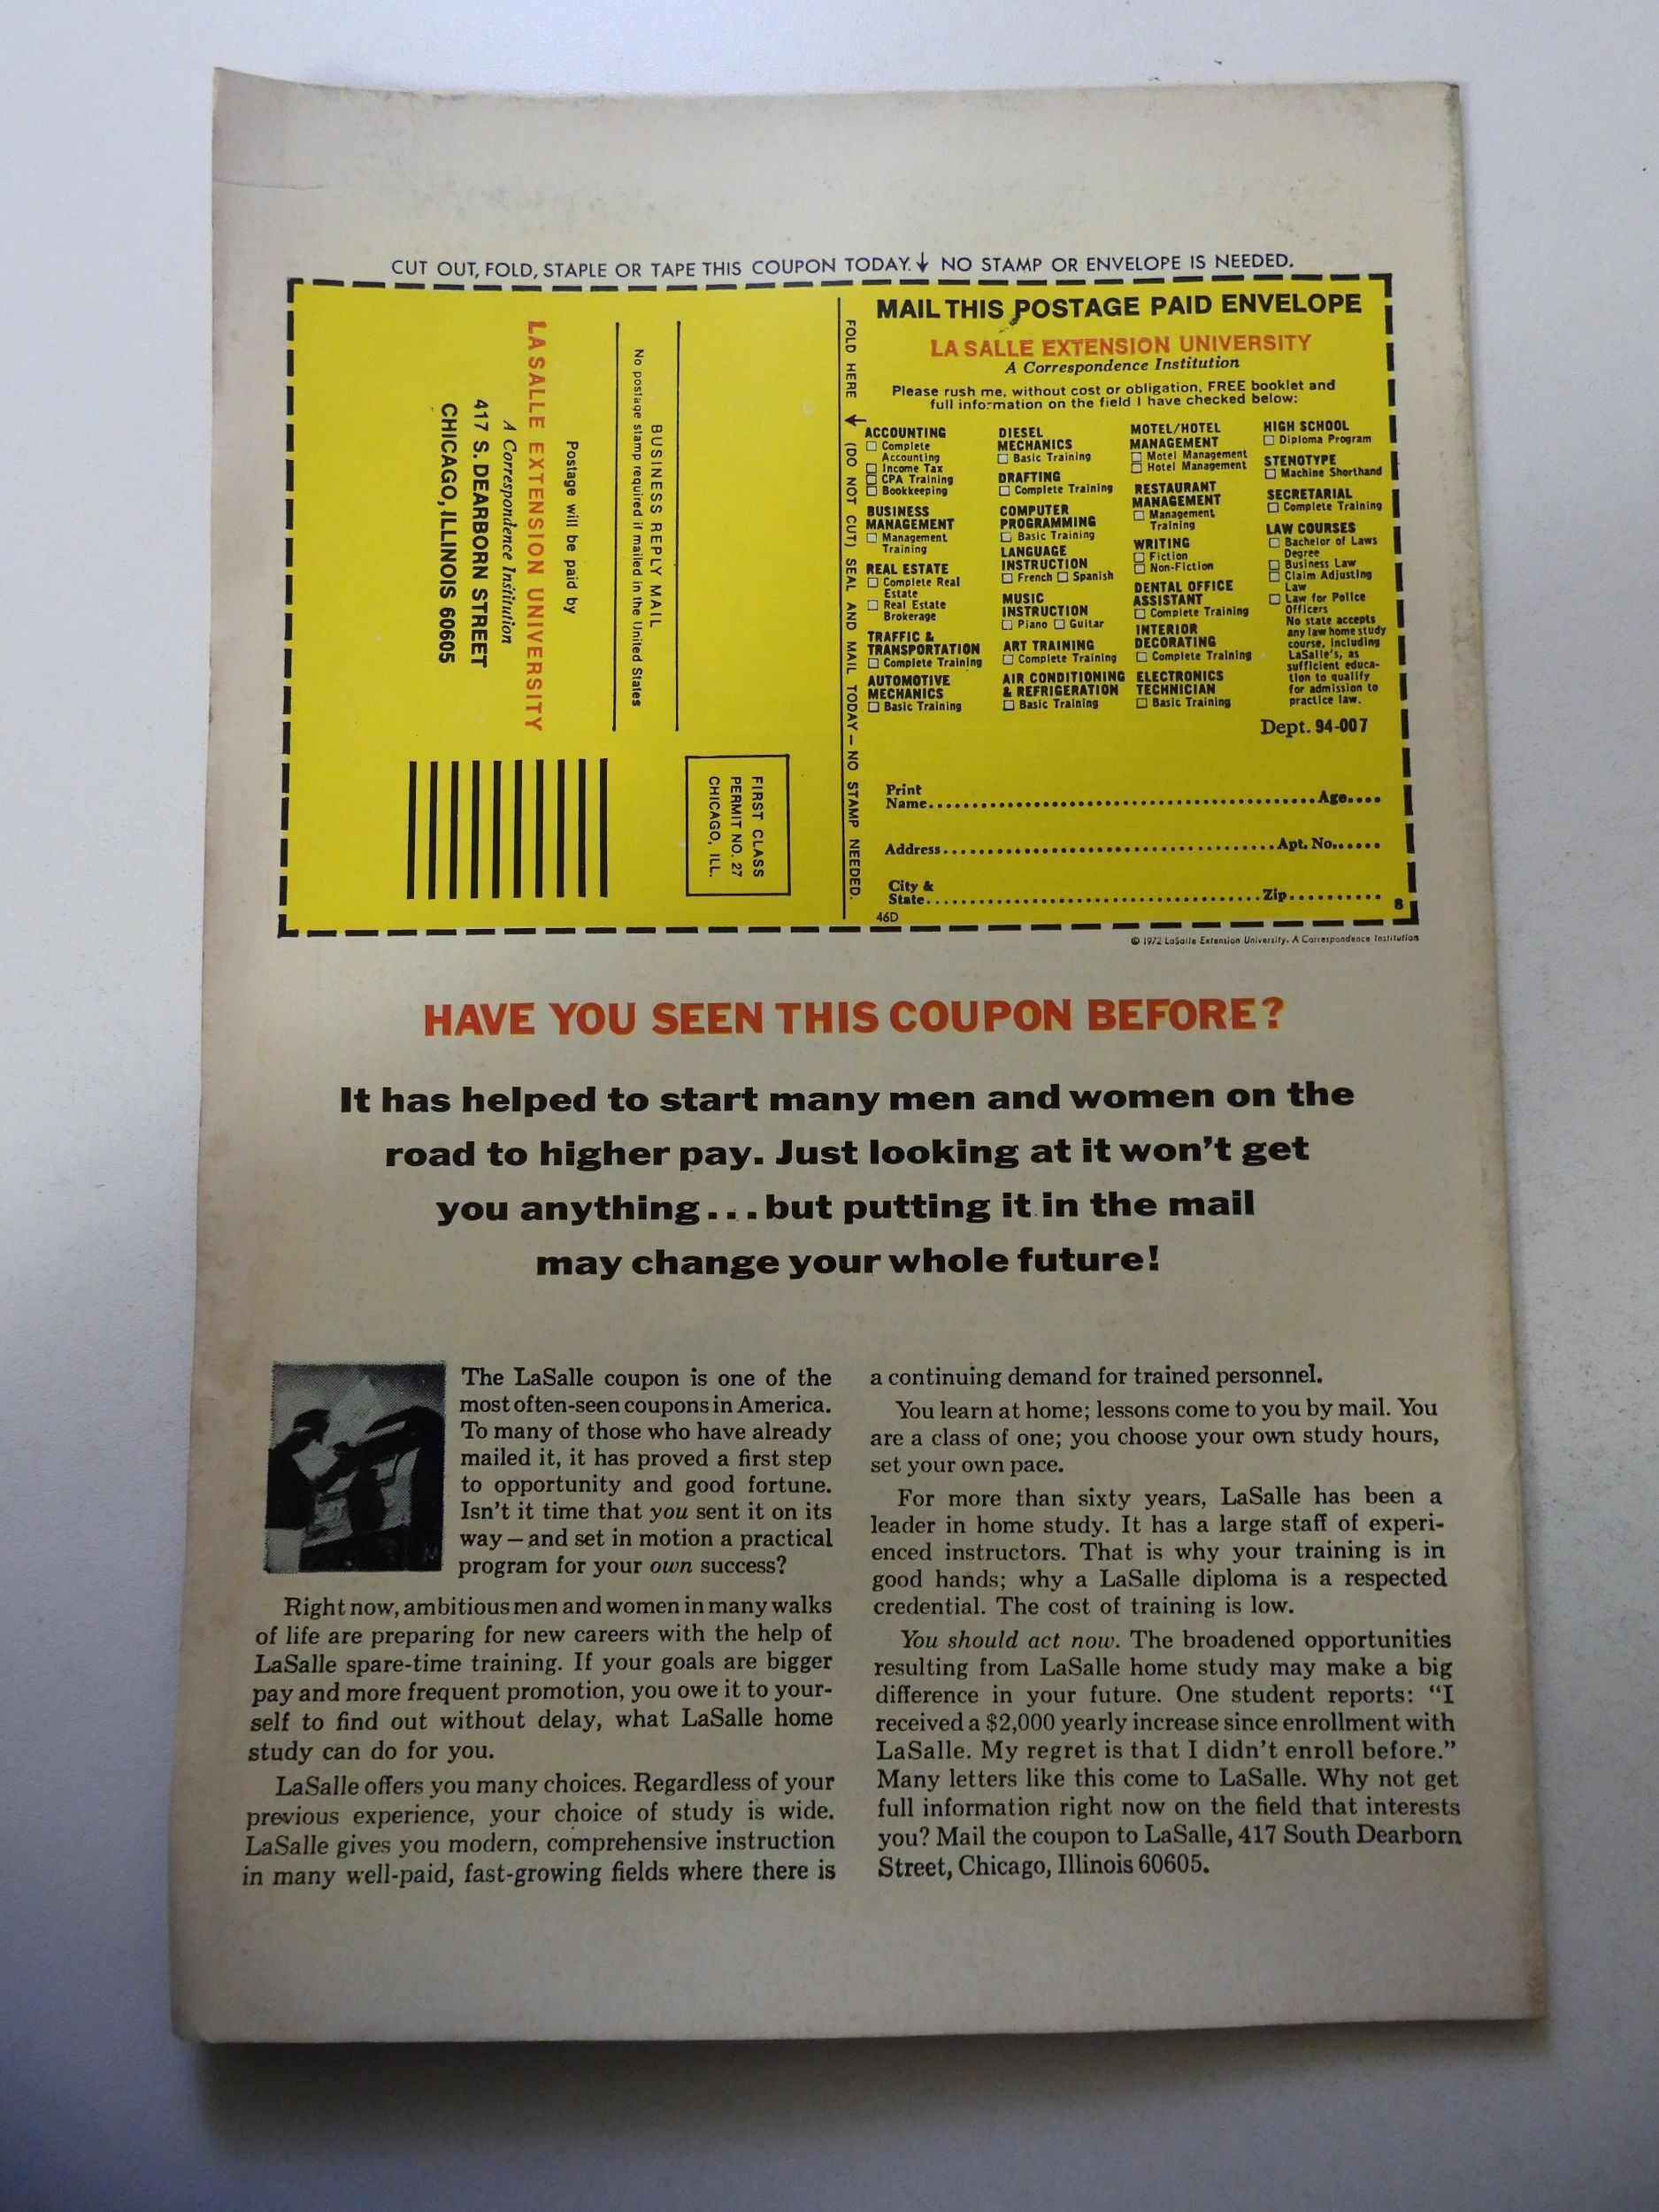 CUT OUT, FOLD, STAPLE OR TAPE THIS COUPON TODAY.↓ NO STAMP OR ENVELOPE IS NEEDED.
FIRST CLASS
PERMIT NO. 27
CHICAGO, ILL.
BUSINESS REPLY MAIL
No postage stamp required if mailed in the United States
Postage will be paid by
LA SALLE EXTENSION UNIVERSITY
A Correspondence Institution
417 S. DEARBORN STREET
CHICAGO, ILLINOIS 60605
FOLD HERE ↓ (DO NOT CUT) SEAL AND MAIL TODAY — NO STAMP NEEDED.
MAIL THIS POSTAGE PAID ENVELOPE
LA SALLE EXTENSION UNIVERSITY
A Correspondence Institution
Please rush me, without cost or obligation, FREE booklet and
full information on the field I have checked below:
ACCOUNTING
☐ Complete
Accounting
☐ Income Tax
☐ CPA Training
☐ Bookkeeping
BUSINESS
MANAGEMENT
☐ Management
Training
REAL ESTATE
☐ Complete Real
Estate
☐ Real Estate
Brokerage
TRAFFIC &
TRANSPORTATION
☐ Complete Training
AUTOMOTIVE
MECHANICS
☐ Basic Training
DIESEL
MECHANICS
☐ Basic Training
DRAFTING
☐ Complete Training
COMPUTER
PROGRAMMING
☐ Basic Training
LANGUAGE
INSTRUCTION
☐ French ☐ Spanish
MUSIC
INSTRUCTION
☐ Piano ☐ Guitar
ART TRAINING
☐ Complete Training
AIR CONDITIONING
& REFRIGERATION
☐ Basic Training
MOTEL/HOTEL
MANAGEMENT
☐ Motel Management
☐ Hotel Management
RESTAURANT
MANAGEMENT
☐ Management
Training
WRITING
☐ Fiction
☐ Non-Fiction
DENTAL OFFICE
ASSISTANT
☐ Complete Training
INTERIOR
DECORATING
☐ Complete Training
ELECTRONICS
TECHNICIAN
☐ Basic Training
HIGH SCHOOL
☐ Diploma Program
STENOTYPE
☐ Machine Shorthand
SECRETARIAL
☐ Complete Training
LAW COURSES
☐ Bachelor of Laws
Degree
☐ Business Law
☐ Claim Adjusting
Law
☐ Law for Police
Officers
No state accepts
any law home study
course, including
LaSalle's, as
sufficient educa-
tion to qualify
for admission to
practice law.
Dept. 94-007
Print
Name........Age....
Address........Apt. No......
City &
State........Zip..........
46D
8
© 1972 LaSalle Extension University, A Correspondence Institution
HAVE YOU SEEN THIS COUPON BEFORE?
It has helped to start many men and women on the
road to higher pay. Just looking at it won't get
you anything...but putting it in the mail
may change your whole future!
The LaSalle coupon is one of the
most often-seen coupons in America.
To many of those who have already
mailed it, it has proved a first step
to opportunity and good fortune.
Isn't it time that you sent it on its
way — and set in motion a practical
program for your own success?
Right now, ambitious men and women in many walks
of life are preparing for new careers with the help of
LaSalle spare-time training. If your goals are bigger
pay and more frequent promotion, you owe it to your-
self to find out without delay, what LaSalle home
study can do for you.
LaSalle offers you many choices. Regardless of your
previous experience, your choice of study is wide.
LaSalle gives you modern, comprehensive instruction
in many well-paid, fast-growing fields where there is
a continuing demand for trained personnel.
You learn at home; lessons come to you by mail. You
are a class of one; you choose your own study hours,
set your own pace.
For more than sixty years, LaSalle has been a
leader in home study. It has a large staff of experi-
enced instructors. That is why your training is in
good hands; why a LaSalle diploma is a respected
credential. The cost of training is low.
You should act now. The broadened opportunities
resulting from LaSalle home study may make a big
difference in your future. One student reports: "I
received a $2,000 yearly increase since enrollment with
LaSalle. My regret is that I didn't enroll before."
Many letters like this come to LaSalle. Why not get
full information right now on the field that interests
you? Mail the coupon to LaSalle, 417 South Dearborn
Street, Chicago, Illinois 60605.